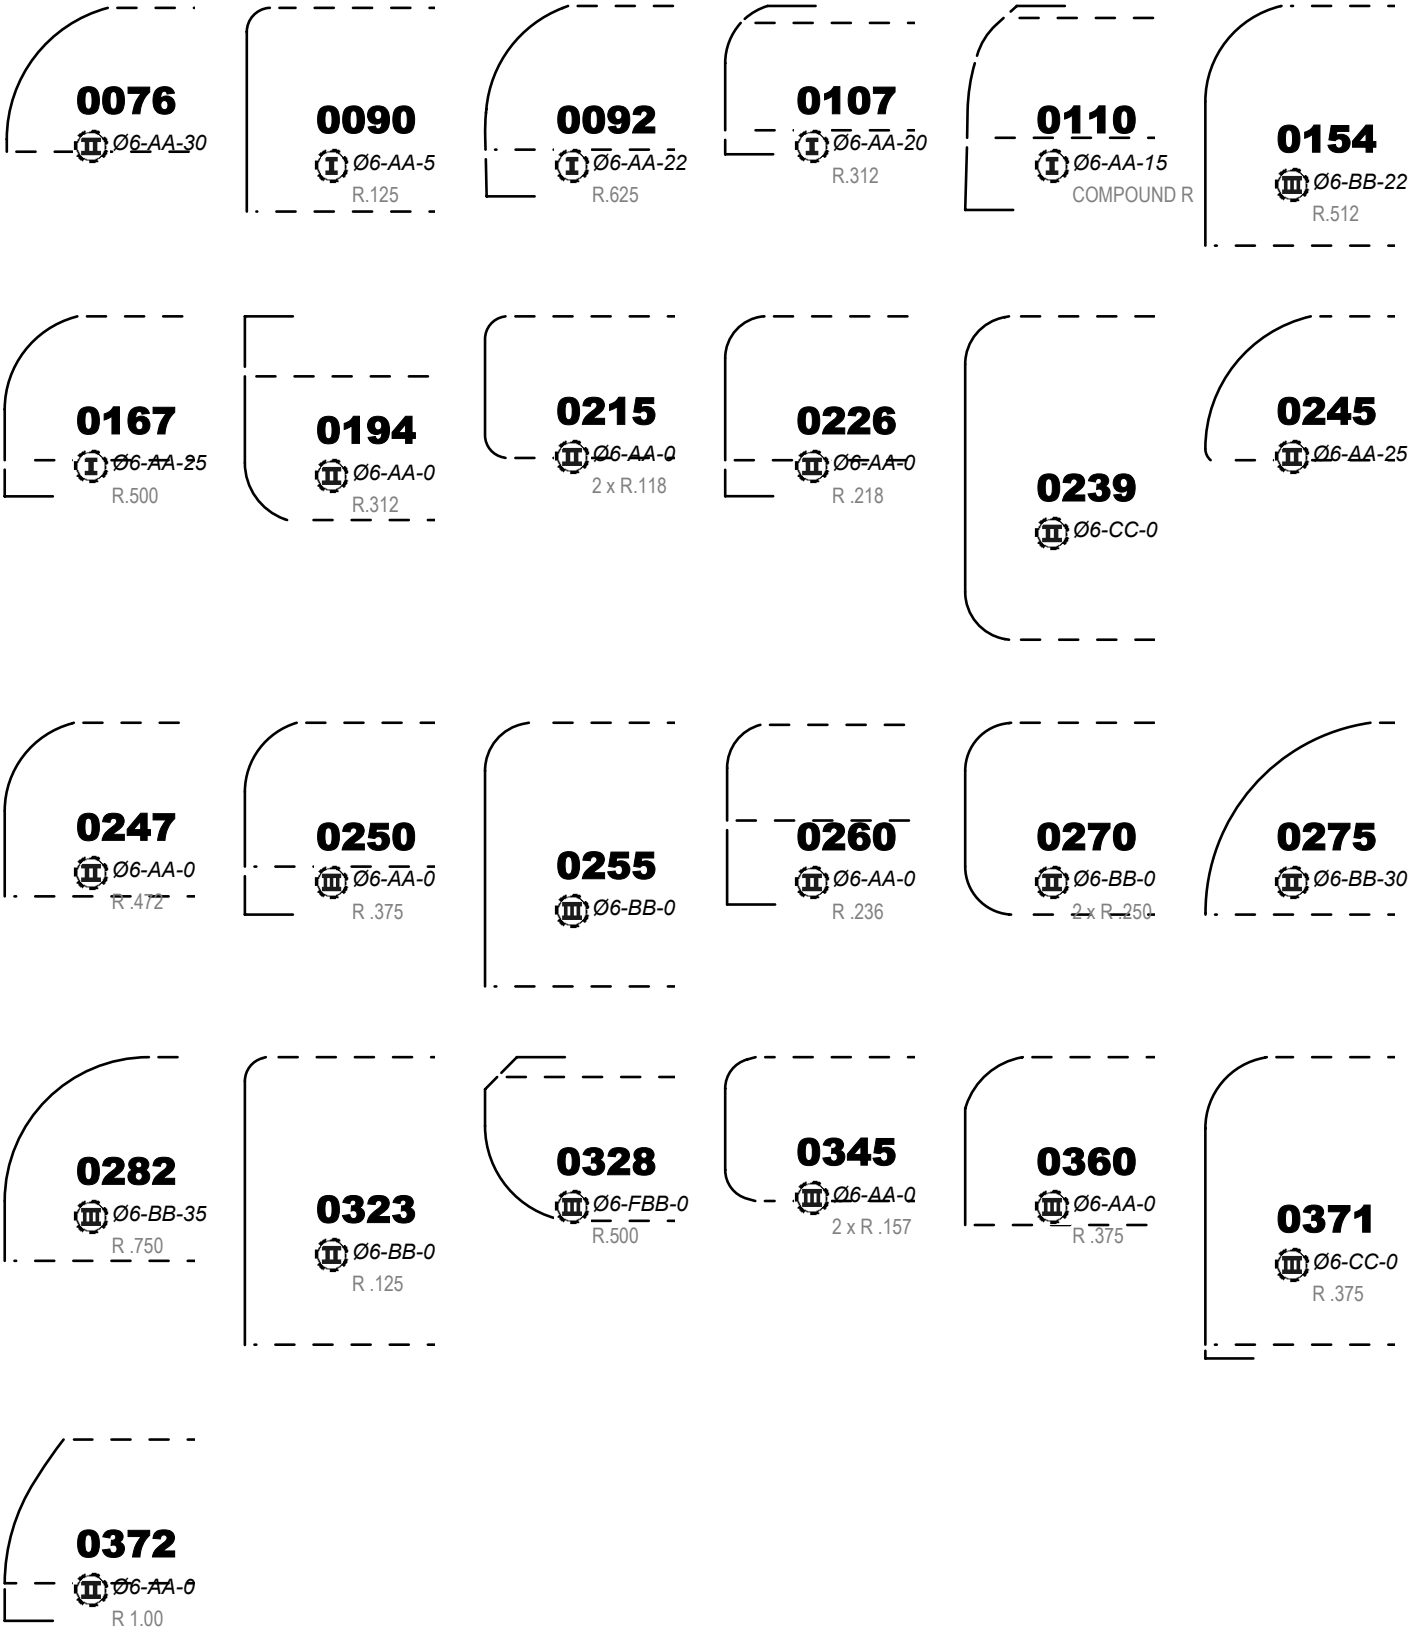 0076
II Ø6-AA-30
0090
I Ø6-AA-5
R.125
0092
I Ø6-AA-22
R.625
0107
I Ø6-AA-20
R.312
0110
I Ø6-AA-15
COMPOUND R
0154
III Ø6-BB-22
R.512
0167
I Ø6-AA-25
R.500
0194
II Ø6-AA-0
R.312
0215
II Ø6-AA-0
2 x R.118
0226
II Ø6-AA-0
R .218
0239
II Ø6-CC-0
0245
II Ø6-AA-25
0247
II Ø6-AA-0
R .472
0250
III Ø6-AA-0
R .375
0255
III Ø6-BB-0
0260
II Ø6-AA-0
R .236
0270
II Ø6-BB-0
2 x R .250
0275
II Ø6-BB-30
0282
III Ø6-BB-35
R .750
0323
II Ø6-BB-0
R .125
0328
III Ø6-FBB-0
R.500
0345
III Ø6-AA-0
2 x R .157
0360
III Ø6-AA-0
R .375
0371
III Ø6-CC-0
R .375
0372
II Ø6-AA-0
R 1.00